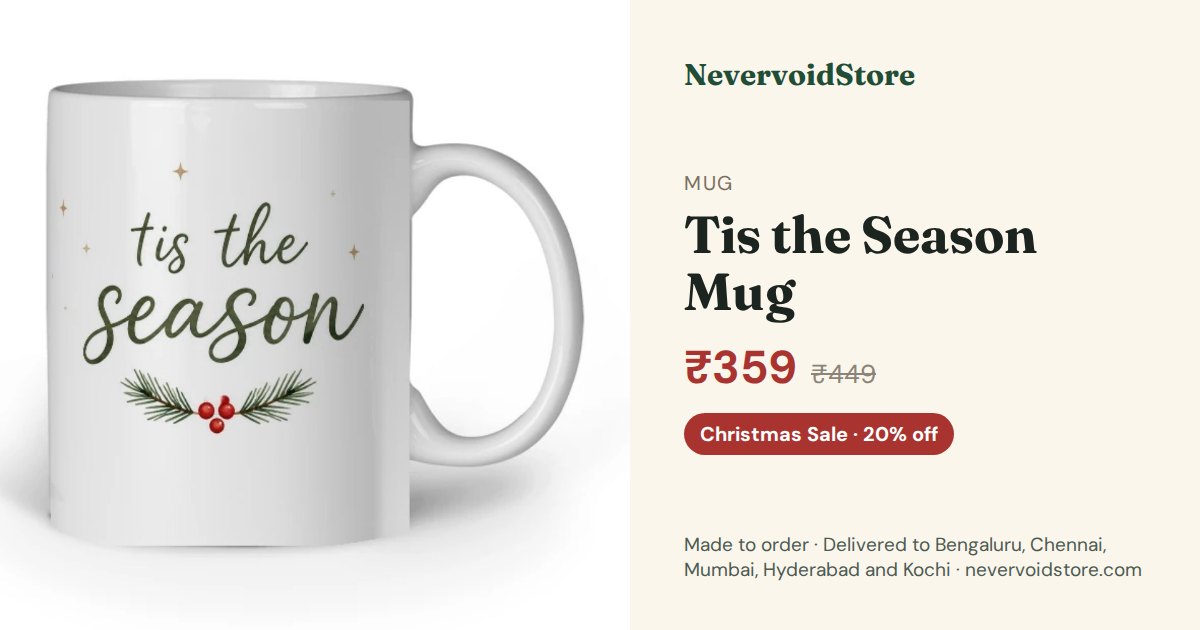 tis the
season
NevervoidStore
MUG
Tis the Season
Mug
₹359 ₹449
Christmas Sale · 20% off
Made to order · Delivered to Bengaluru, Chennai,
Mumbai, Hyderabad and Kochi · nevervoidstore.com